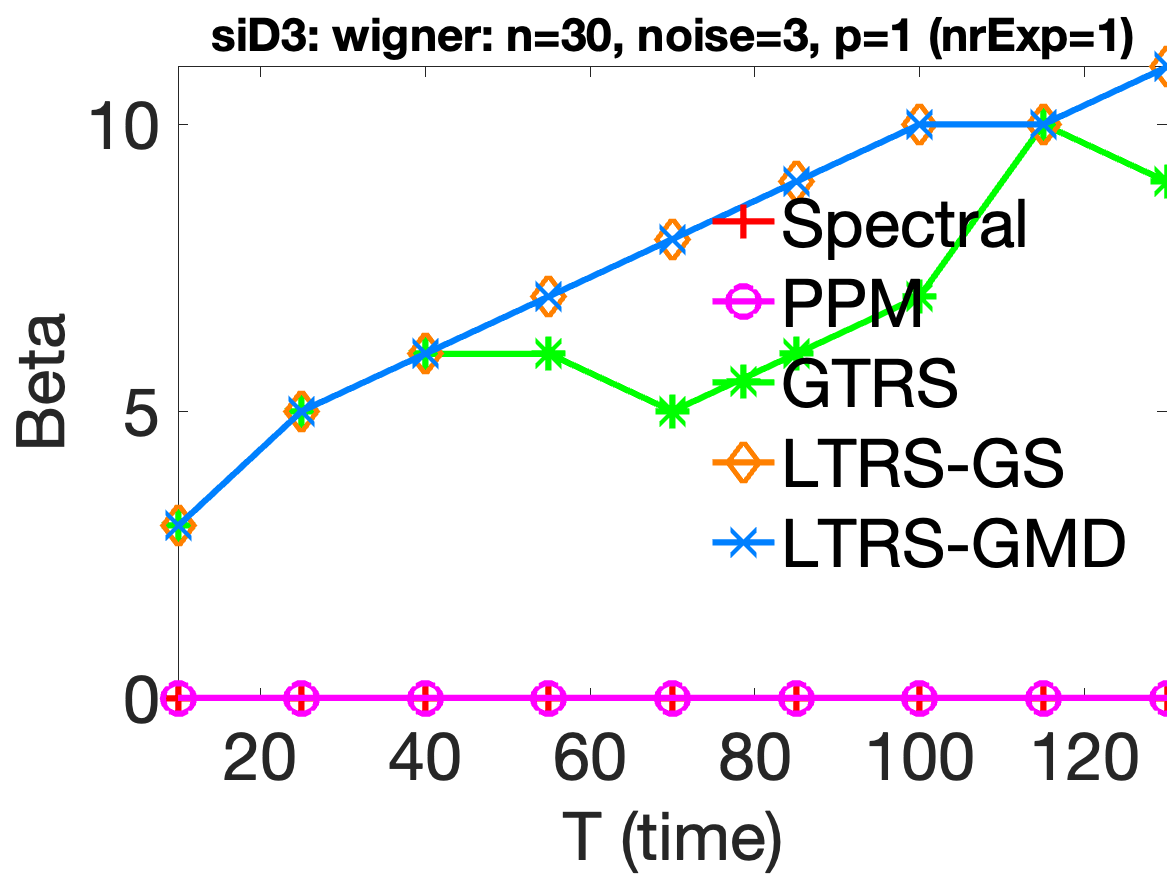 siD3: wigner: n=30, noise=3, p=1 (nrExp=1)
10
5
0
Beta
Spectral
PPM
GTRS
LTRS-GS
LTRS-GMD
20 40 60 80 100 120
T (time)